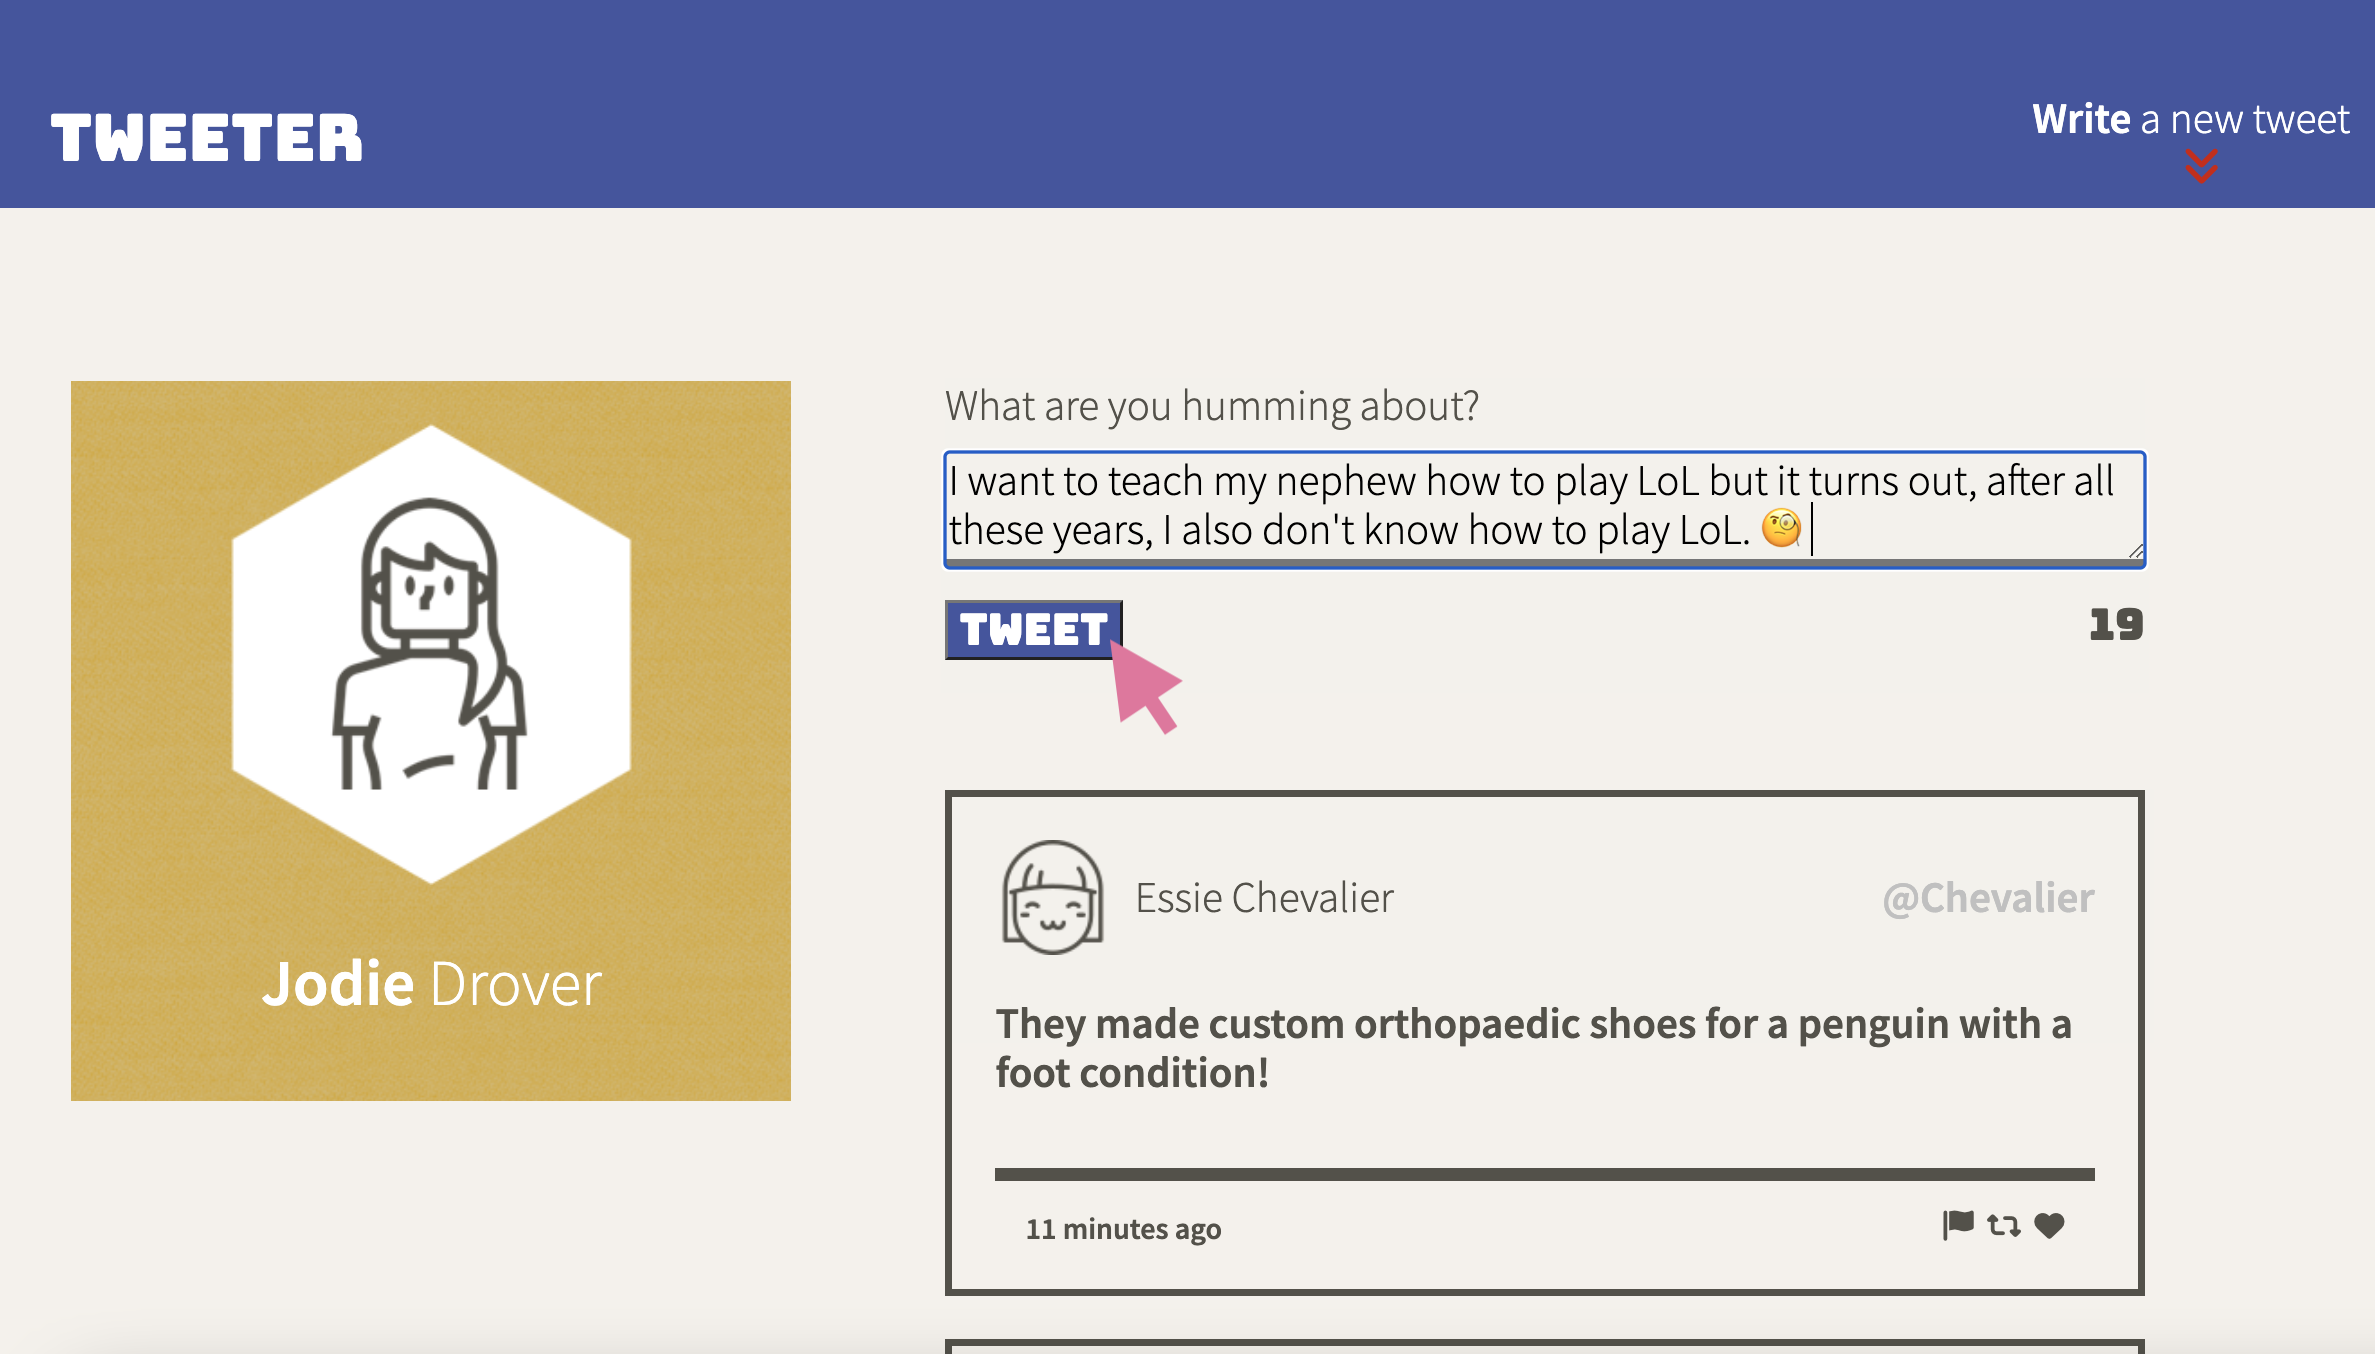 TWEETER
Write a new tweet
Jodie Drover
What are you humming about?
I want to teach my nephew how to play LoL but it turns out, after all
these years, I also don't know how to play LoL. 🧐
TWEET
19
Essie Chevalier
@Chevalier
They made custom orthopaedic shoes for a penguin with a
foot condition!
11 minutes ago